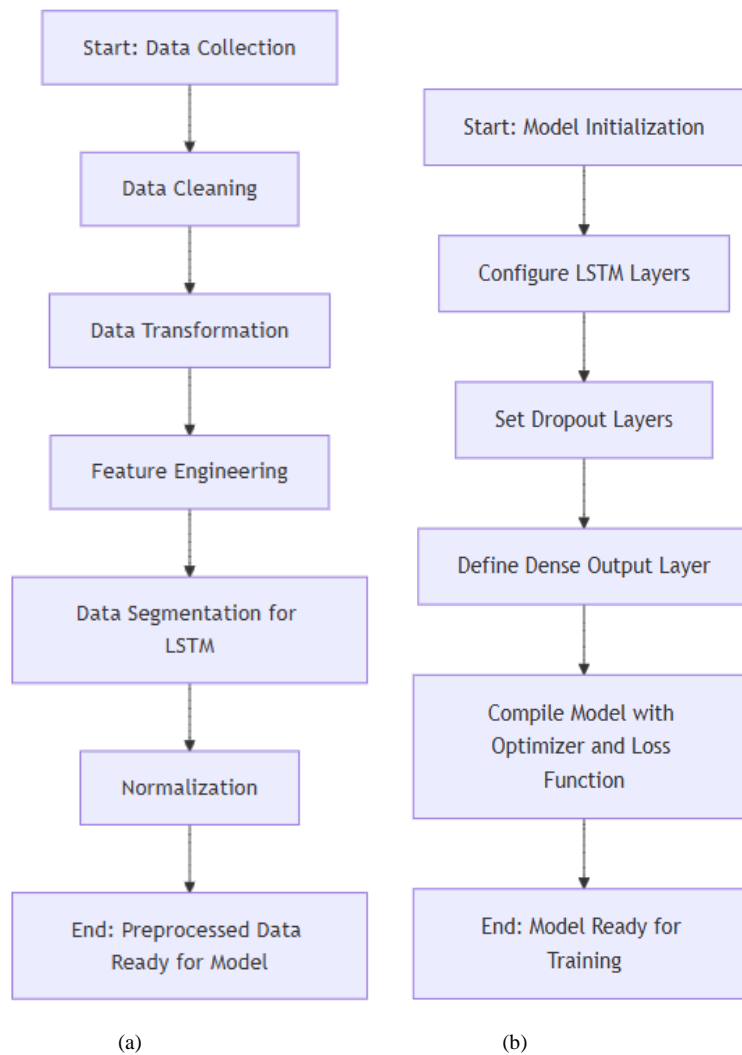 Start: Data Collection
Data Cleaning
Data Transformation
Feature Engineering
Data Segmentation for
LSTM
Normalization
End: Preprocessed Data
Ready for Model
(a)
Start: Model Initialization
Configure LSTM Layers
Set Dropout Layers
Define Dense Output Layer
Compile Model with
Optimizer and Loss
Function
End: Model Ready for
Training
(b)